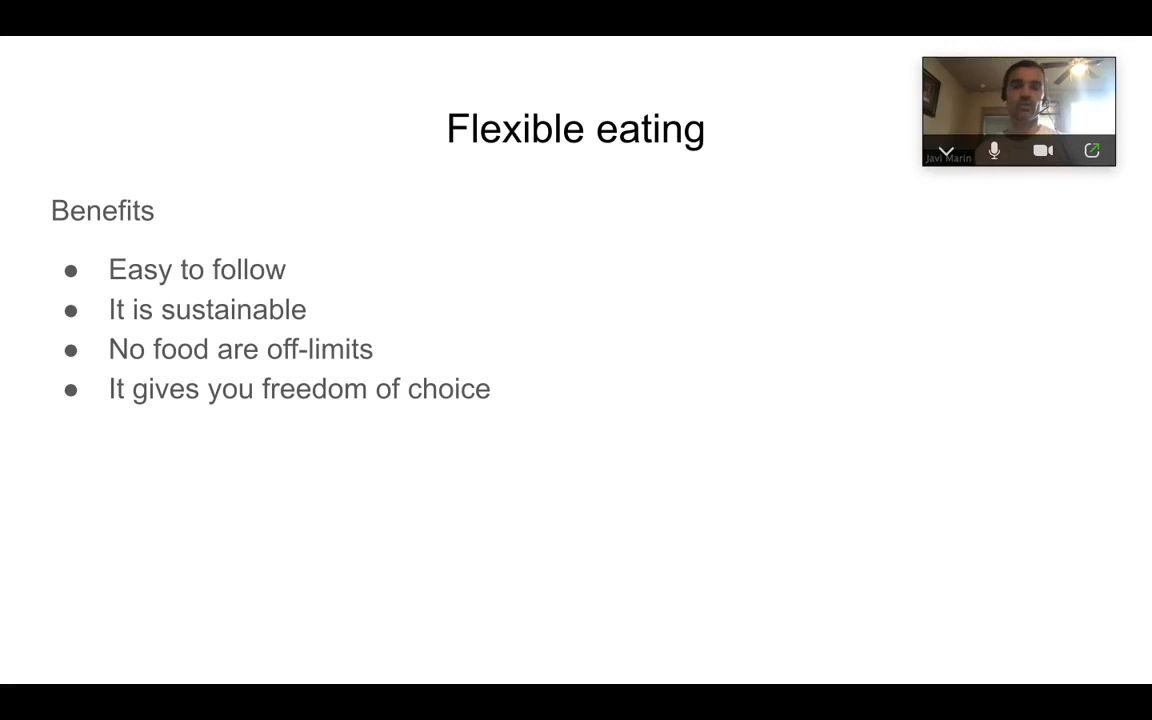 Flexible eating
Javi Marin
Benefits
● Easy to follow
● It is sustainable
● No food are off-limits
● It gives you freedom of choice